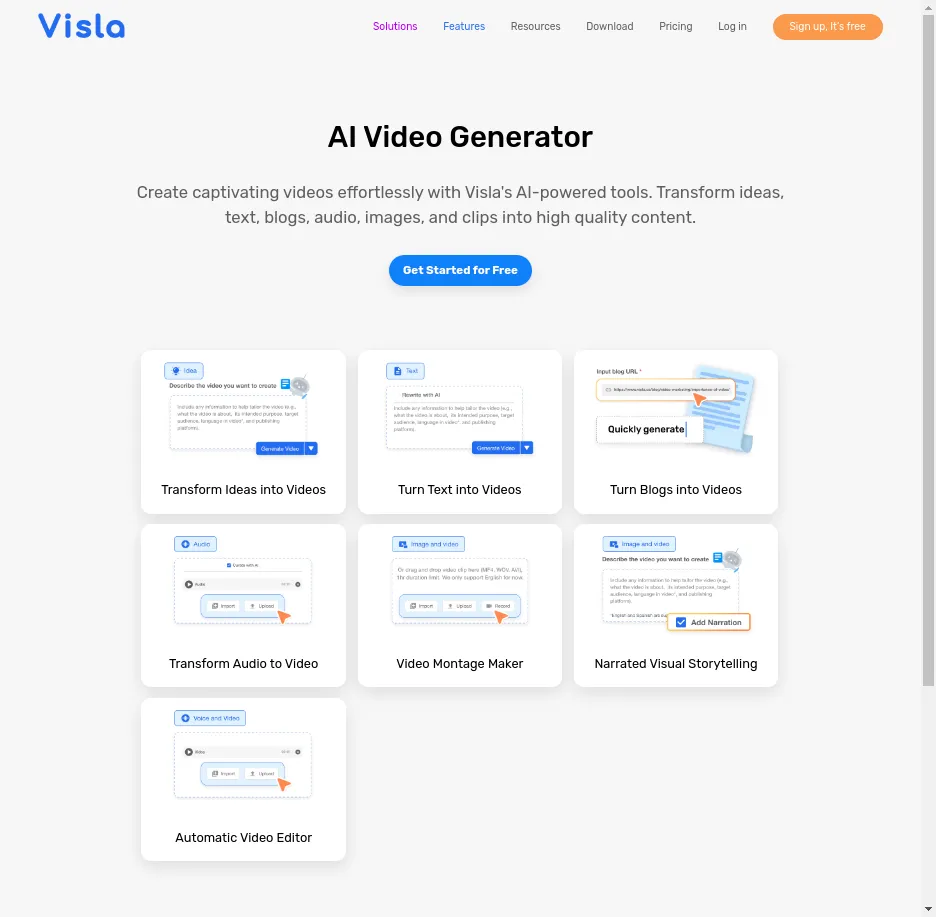 Visla
Solutions
Features
Resources
Download
Pricing
Log in
Sign up, it's free
AI Video Generator
Create captivating videos effortlessly with Visla's AI-powered tools. Transform ideas,
text, blogs, audio, images, and clips into high quality content.
Get Started for Free
Idea
Describe the video you want to create
Include any information to help tailor the video (e.g.,
what the video is about, its intended purpose, target
audience, language in video*, and publishing
platform).
Generate Video
Transform Ideas into Videos
Text
Rewrite with AI
Include any information to help tailor the video (e.g.,
what the video is about, its intended purpose, target
audience, language in video*, and publishing
platform).
Generate Video
Turn Text into Videos
Input blog URL *
Quickly generate
Turn Blogs into Videos
Audio
Audio
Import
Upload
Transform Audio to Video
Image and video
Or drag and drop video clip here (MP4, MOV, AVI),
1hr duration limit. We only support English for now.
Import
Upload
Record
Video Montage Maker
Image and video
Describe the video you want to create
Include any information to help tailor the video (e.g.,
what the video is about, its intended purpose, target
audience, language in video*, and publishing
platform).
Add Narration
Narrated Visual Storytelling
Voice and Video
Video
Import
Upload
Automatic Video Editor